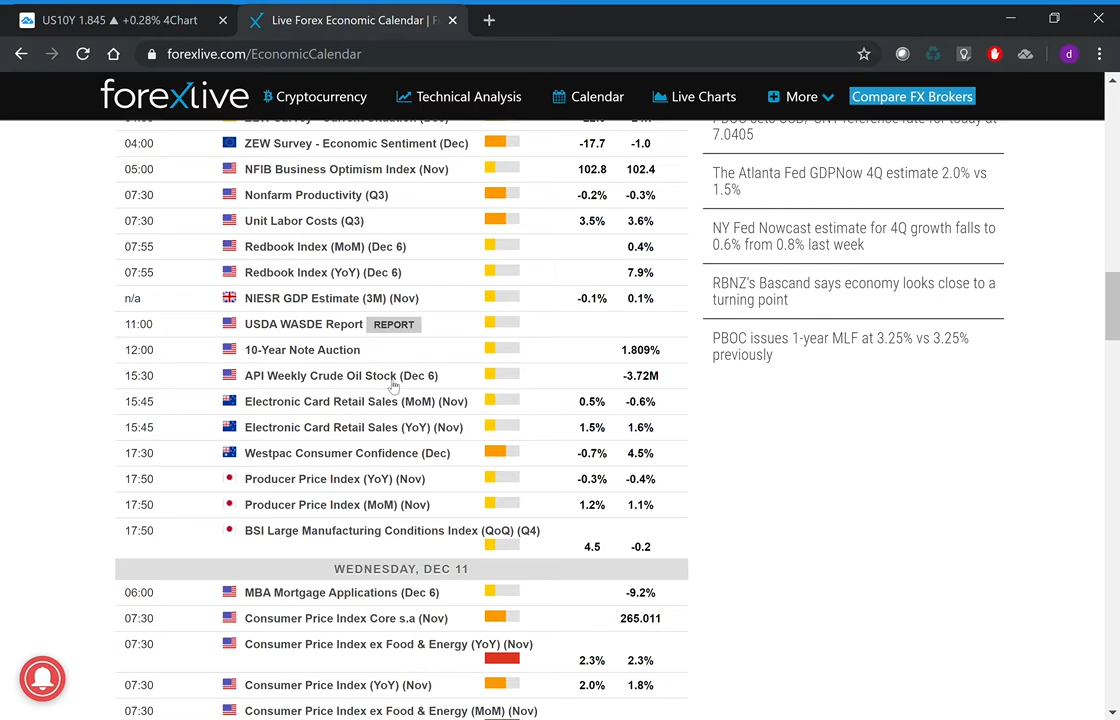 US10Y 1.845 ▲ +0.28% 4Chart
Live Forex Economic Calendar |
forexlive.com/EconomicCalendar
d
forexlive
Cryptocurrency
Technical Analysis
Calendar
Live Charts
More
Compare FX Brokers
04:00 ZEW Survey - Economic Sentiment (Dec) -17.7 -1.0
05:00 NFIB Business Optimism Index (Nov) 102.8 102.4
07:30 Nonfarm Productivity (Q3) -0.2% -0.3%
07:30 Unit Labor Costs (Q3) 3.5% 3.6%
07:55 Redbook Index (MoM) (Dec 6) 0.4%
07:55 Redbook Index (YoY) (Dec 6) 7.9%
n/a NIESR GDP Estimate (3M) (Nov) -0.1% 0.1%
11:00 USDA WASDE Report REPORT
12:00 10-Year Note Auction 1.809%
15:30 API Weekly Crude Oil Stock (Dec 6) -3.72M
15:45 Electronic Card Retail Sales (MoM) (Nov) 0.5% -0.6%
15:45 Electronic Card Retail Sales (YoY) (Nov) 1.5% 1.6%
17:30 Westpac Consumer Confidence (Dec) -0.7% 4.5%
17:50 Producer Price Index (YoY) (Nov) -0.3% -0.4%
17:50 Producer Price Index (MoM) (Nov) 1.2% 1.1%
17:50 BSI Large Manufacturing Conditions Index (QoQ) (Q4)
4.5 -0.2
WEDNESDAY, DEC 11
06:00 MBA Mortgage Applications (Dec 6) -9.2%
07:30 Consumer Price Index Core s.a (Nov) 265.011
07:30 Consumer Price Index ex Food & Energy (YoY) (Nov)
2.3% 2.3%
07:30 Consumer Price Index (YoY) (Nov) 2.0% 1.8%
07:30 Consumer Price Index ex Food & Energy (MoM) (Nov)
7.0405
The Atlanta Fed GDPNow 4Q estimate 2.0% vs
1.5%
NY Fed Nowcast estimate for 4Q growth falls to
0.6% from 0.8% last week
RBNZ's Bascand says economy looks close to a
turning point
PBOC issues 1-year MLF at 3.25% vs 3.25%
previously